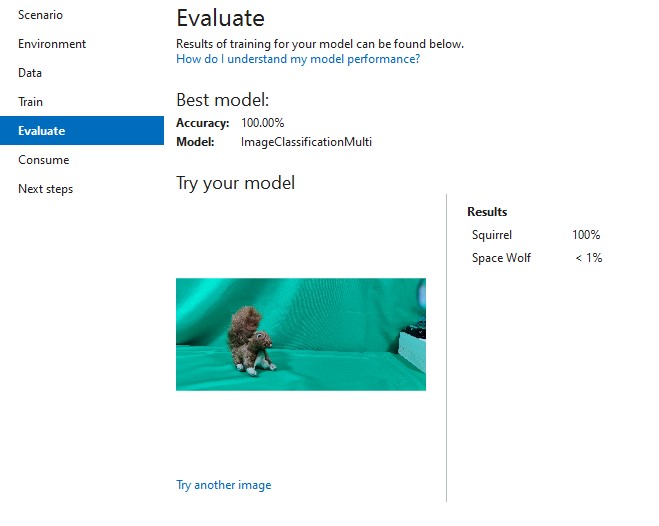 Scenario
Environment
Data
Train
Evaluate
Consume
Next steps
Evaluate
Results of training for your model can be found below.
How do I understand my model performance?
Best model:
Accuracy: 100.00%
Model: ImageClassificationMulti
Try your model
Results
Squirrel 100%
Space Wolf < 1%
Try another image